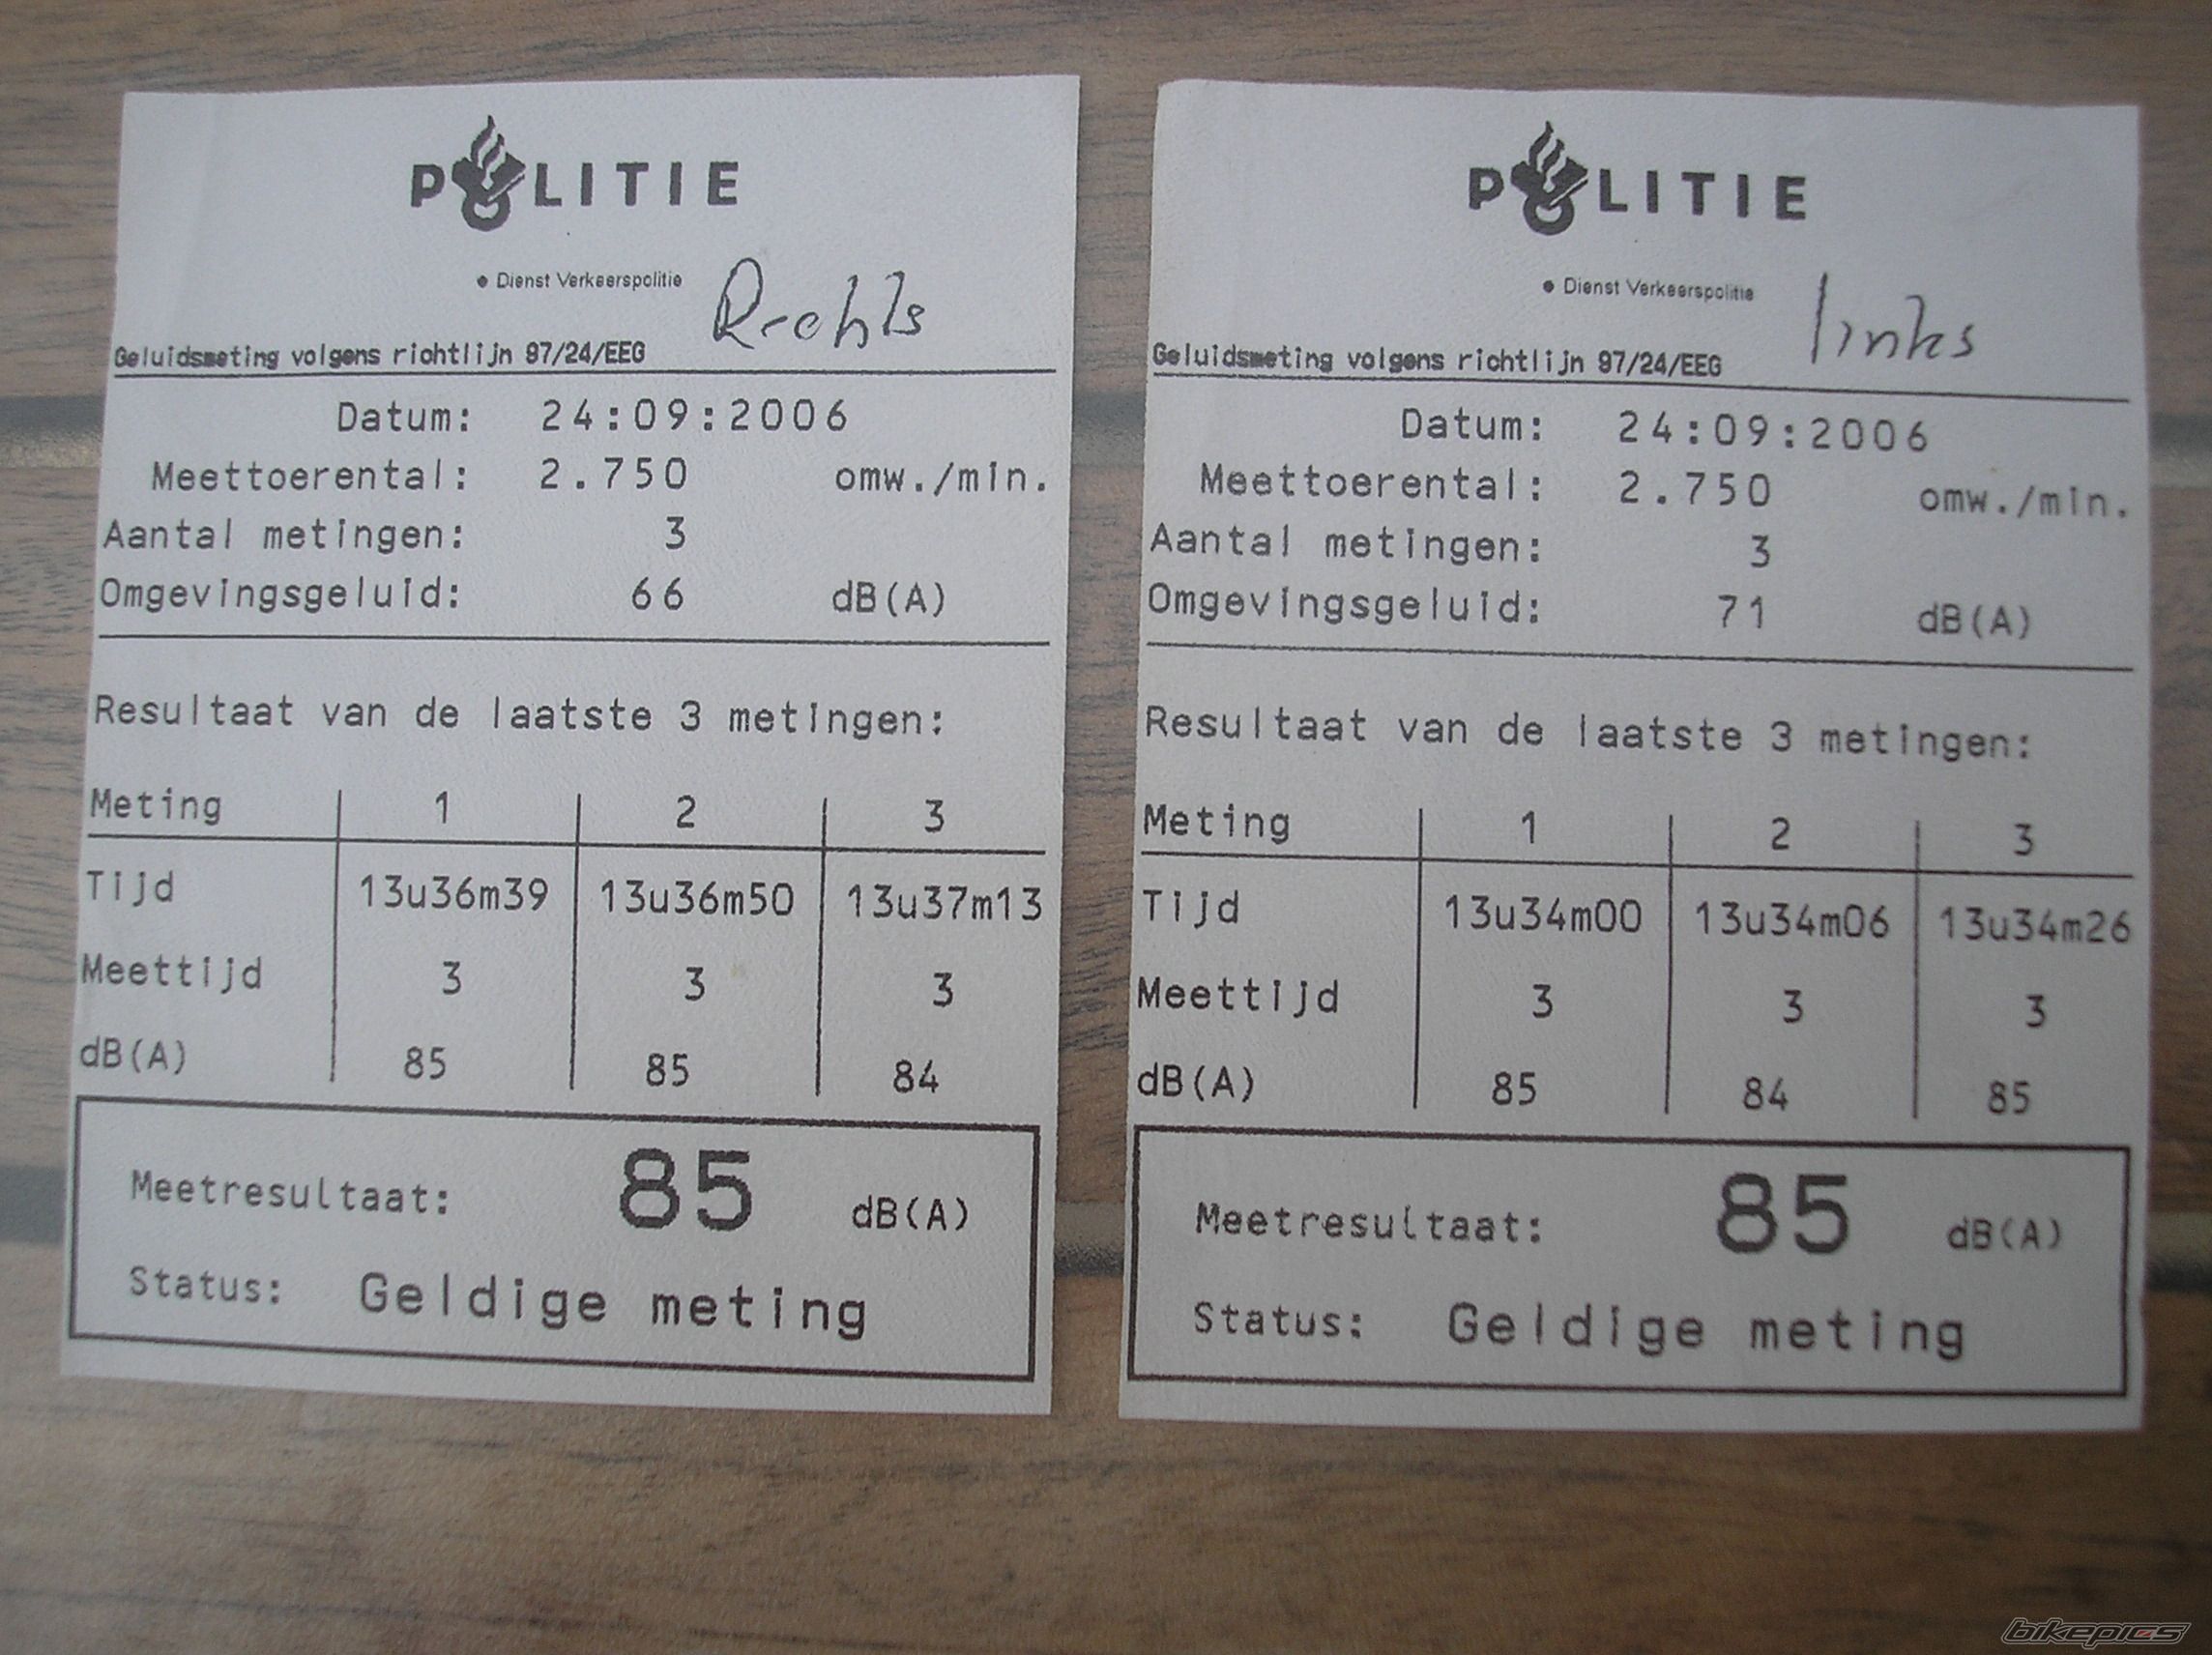 POLITIE
• Dienst Verkeerspolitie
Rechts
Geluidsmeting volgens richtlijn 97/24/EEG
Datum: 24:09:2006
Meettoerental: 2.750 omw./min.
Aantal metingen: 3
Omgevingsgeluid: 66 dB(A)
Resultaat van de laatste 3 metingen:
Meting 1 2 3
Tijd 13u36m39 13u36m50 13u37m13
Meettijd 3 3 3
dB(A) 85 85 84
Meetresultaat: 85 dB(A)
Status: Geldige meting
POLITIE
• Dienst Verkeerspolitie
links
Geluidsmeting volgens richtlijn 97/24/EEG
Datum: 24:09:2006
Meettoerental: 2.750 omw./min.
Aantal metingen: 3
Omgevingsgeluid: 71 dB(A)
Resultaat van de laatste 3 metingen:
Meting 1 2 3
Tijd 13u34m00 13u34m06 13u34m26
Meettijd 3 3 3
dB(A) 85 84 85
Meetresultaat: 85 dB(A)
Status: Geldige meting
bikepics